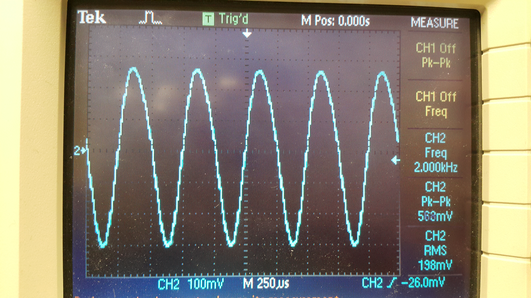 Tek
T Trig'd
M Pos: 0.000s
MEASURE
CH1 Off
Pk-Pk
CH1 Off
Freq
CH2
Freq
2.000kHz
CH2
Pk-Pk
CH2
RMS
198mV
2
CH2 100mV
M 250µs
CH2
-26.0mV